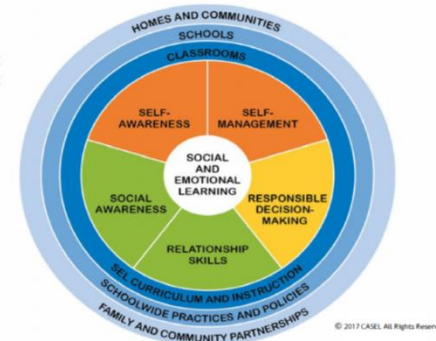 HOMES AND COMMUNITIES
SCHOOLS
CLASSROOMS
SELF-
AWARENESS
SELF-
MANAGEMENT
SOCIAL
AND
EMOTIONAL
LEARNING
SOCIAL
AWARENESS
RESPONSIBLE
DECISION-
MAKING
RELATIONSHIP
SKILLS
SEL CURRICULUM AND INSTRUCTION
SCHOOLWIDE PRACTICES AND POLICIES
FAMILY AND COMMUNITY PARTNERSHIPS
© 2017 CASEL All Rights